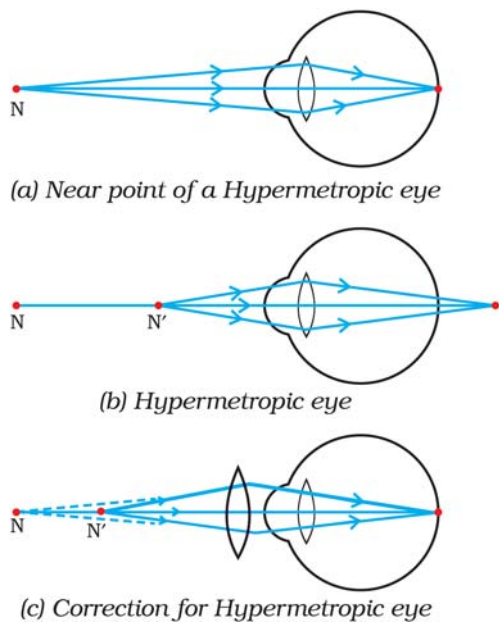 N
(a) Near point of a Hypermetropic eye
N N′
(b) Hypermetropic eye
N N′
(c) Correction for Hypermetropic eye